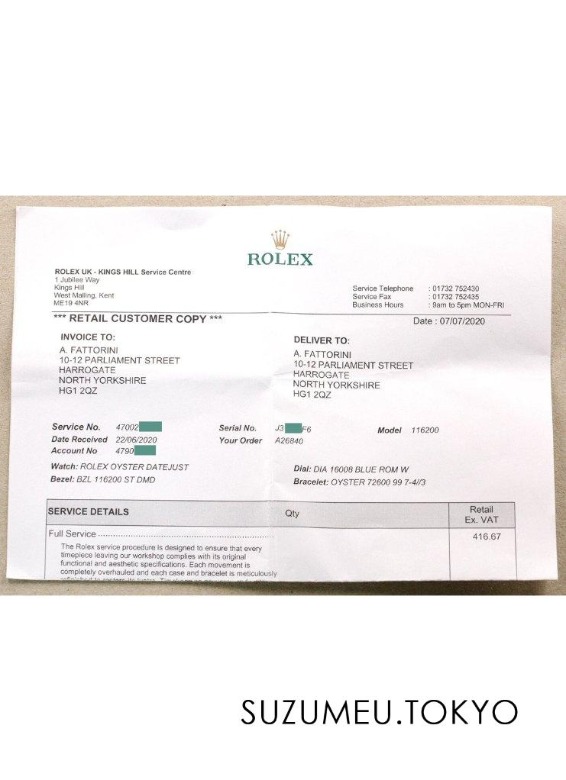 ROLEX
ROLEX UK - KINGS HILL Service Centre
1 Jubilee Way
Kings Hill
West Malling, Kent
ME19 4NR
Service Telephone : 01732 752430
Service Fax : 01732 752435
Business Hours : 9am to 5pm MON-FRI
*** RETAIL CUSTOMER COPY ***
Date : 07/07/2020
INVOICE TO:
A. FATTORINI
10-12 PARLIAMENT STREET
HARROGATE
NORTH YORKSHIRE
HG1 2QZ
DELIVER TO:
A. FATTORINI
10-12 PARLIAMENT STREET
HARROGATE
NORTH YORKSHIRE
HG1 2QZ
Service No. 47002
Serial No. J3 F6
Model 116200
Date Received 22/06/2020
Your Order A26840
Account No 4790
Watch: ROLEX OYSTER DATEJUST
Dial: DIA 16008 BLUE ROM W
Bezel: BZL 116200 ST DMD
Bracelet: OYSTER 72600 99 7-4//3
SERVICE DETAILS Qty Retail
Ex. VAT
Full Service 416.67
The Rolex service procedure is designed to ensure that every
timepiece leaving our workshop complies with its original
functional and aesthetic specifications. Each movement is
completely overhauled and each case and bracelet is meticulously
SUZUMEU.TOKYO